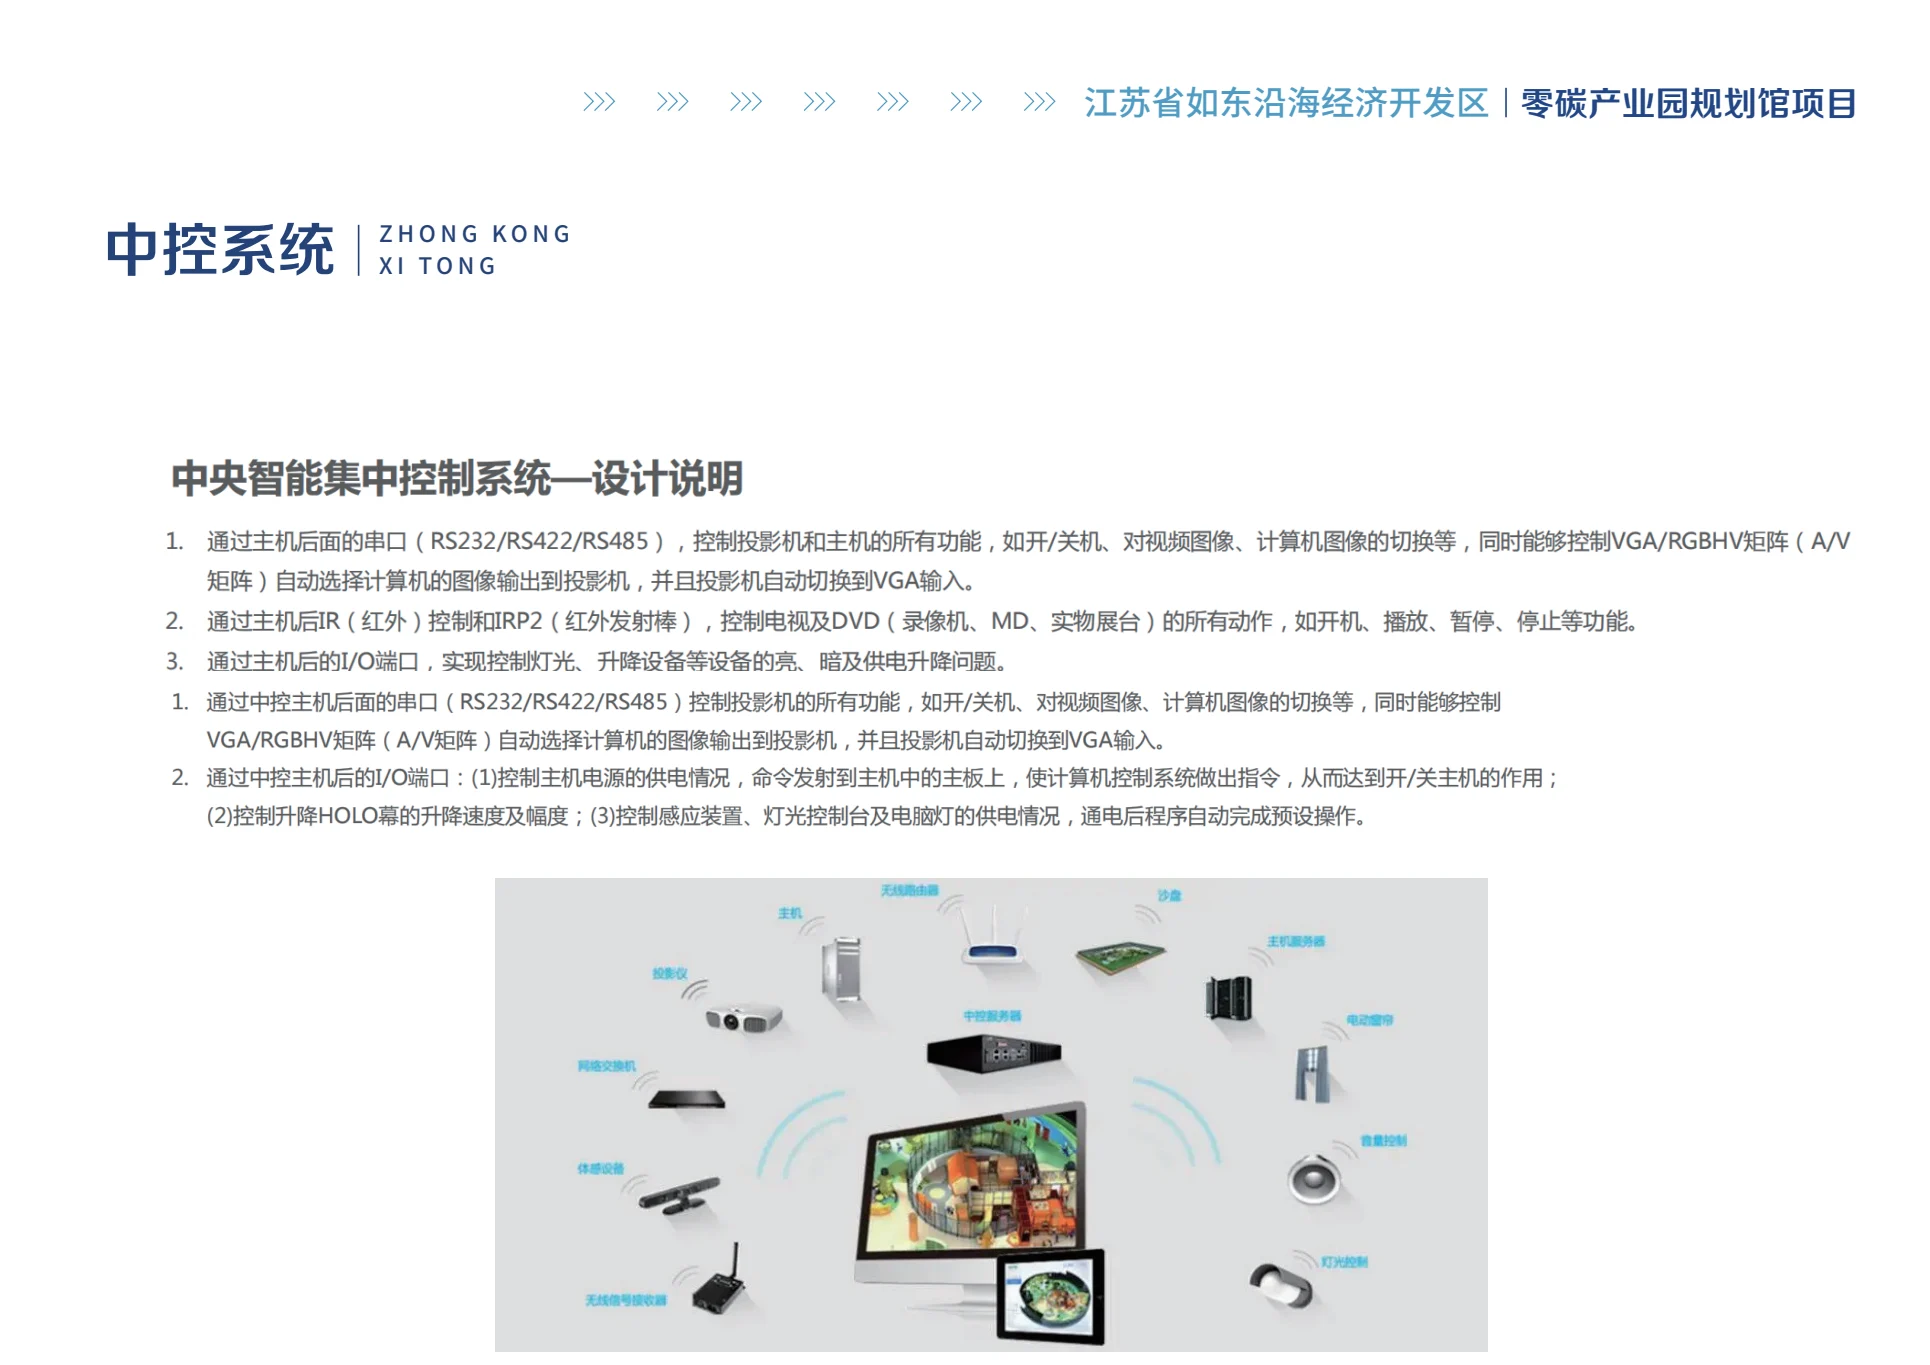 江苏省如东沿海经济开发区 | 零碳产业园规划馆项目
中控系统
ZHONG KONG
XI TONG
中央智能集中控制系统—设计说明
1. 通过主机后面的串口（RS232/RS422/RS485），控制投影机和主机的所有功能，如开/关机、对视频图像、计算机图像的切换等，同时能够控制VGA/RGBHV矩阵（A/V
矩阵）自动选择计算机的图像输出到投影机，并且投影机自动切换到VGA输入。
2. 通过主机后IR（红外）控制和IRP2（红外发射棒），控制电视及DVD（录像机、MD、实物展台）的所有动作，如开机、播放、暂停、停止等功能。
3. 通过主机后的I/O端口，实现控制灯光、升降设备等设备的亮、暗及供电升降问题。
1. 通过中控主机后面的串口（RS232/RS422/RS485）控制投影机的所有功能，如开/关机、对视频图像、计算机图像的切换等，同时能够控制
VGA/RGBHV矩阵（A/V矩阵）自动选择计算机的图像输出到投影机，并且投影机自动切换到VGA输入。
2. 通过中控主机后的I/O端口：(1)控制主机电源的供电情况，命令发射到主机中的主板上，使计算机控制系统做出指令，从而达到开/关主机的作用；
(2)控制升降HOLO幕的升降速度及幅度；(3)控制感应装置、灯光控制台及电脑灯的供电情况，通电后程序自动完成预设操作。
无线路由器
沙盘
主机
主机服务器
投影仪
中控服务器
电动窗帘
网络交换机
音量控制
体感设备
灯光控制
无线信号接收器